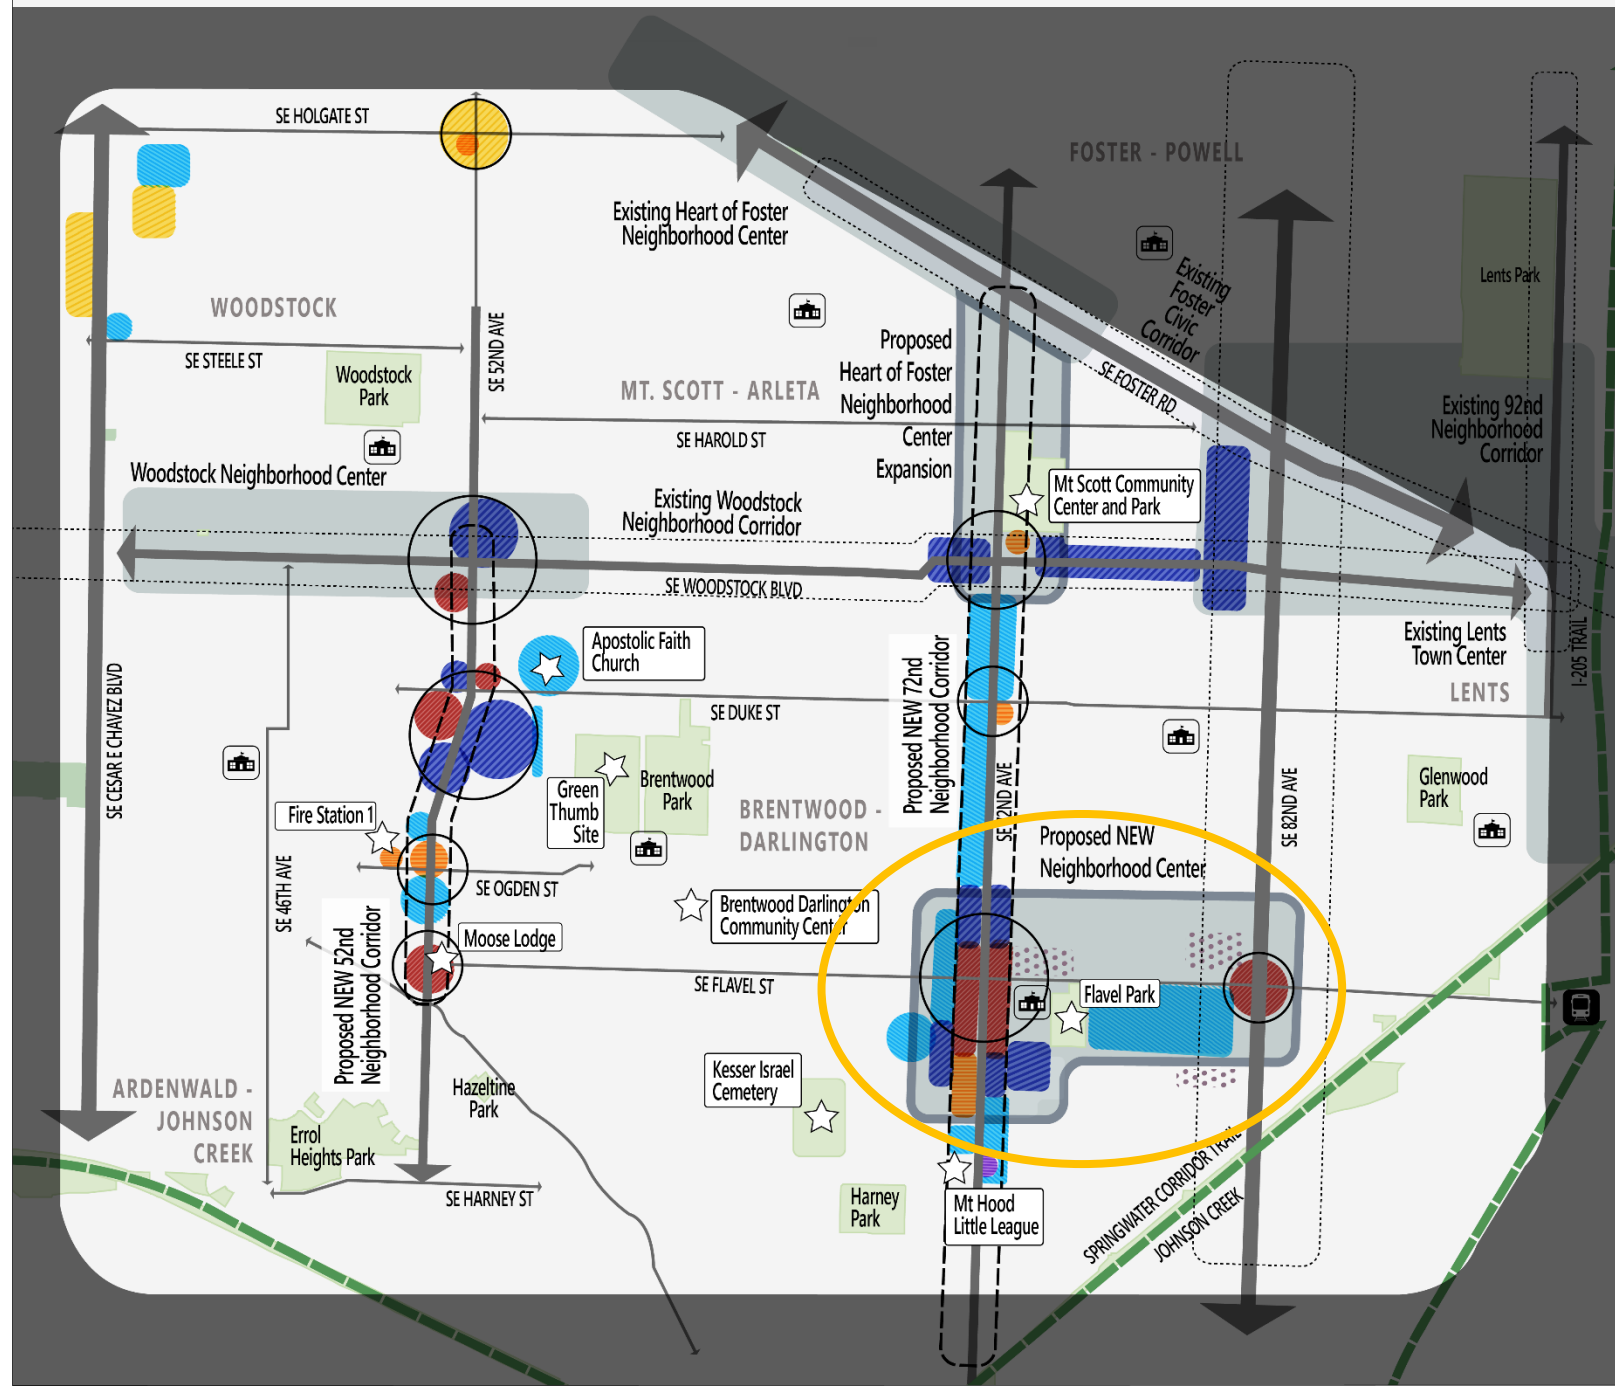 SE HOLGATE ST
FOSTER - POWELL
Existing Heart of Foster
Neighborhood Center
Existing
Foster
Civic
Corridor
Lents Park
WOODSTOCK
SE 52ND AVE
SE STEELE ST
Woodstock
Park
MT. SCOTT - ARLETA
Proposed
Heart of Foster
Neighborhood
Center
Expansion
SE FOSTER RD
Existing 92nd
Neighborhood
Corridor
SE HAROLD ST
Woodstock Neighborhood Center
Existing Woodstock
Neighborhood Corridor
Mt Scott Community
Center and Park
SE WOODSTOCK BLVD
Apostolic Faith
Church
Existing Lents
Town Center
I-205 TRAIL
LENTS
SE CESAR E CHAVEZ BLVD
SE DUKE ST
Proposed NEW 72nd
Neighborhood Corridor
SE 72ND AVE
SE 82ND AVE
Glenwood
Park
Fire Station 1
Green
Thumb
Site
Brentwood
Park
BRENTWOOD -
DARLINGTON
Proposed NEW
Neighborhood Center
SE 46TH AVE
SE OGDEN ST
Brentwood Darlington
Community Center
Proposed NEW 52nd
Neighborhood Corridor
Moose Lodge
SE FLAVEL ST
Flavel Park
ARDENWALD -
JOHNSON
CREEK
Hazeltine
Park
Kesser Israel
Cemetery
Errol
Heights Park
SE HARNEY ST
Harney
Park
Mt Hood
Little League
SPRINGWATER CORRIDOR TRAIL
JOHNSON CREEK